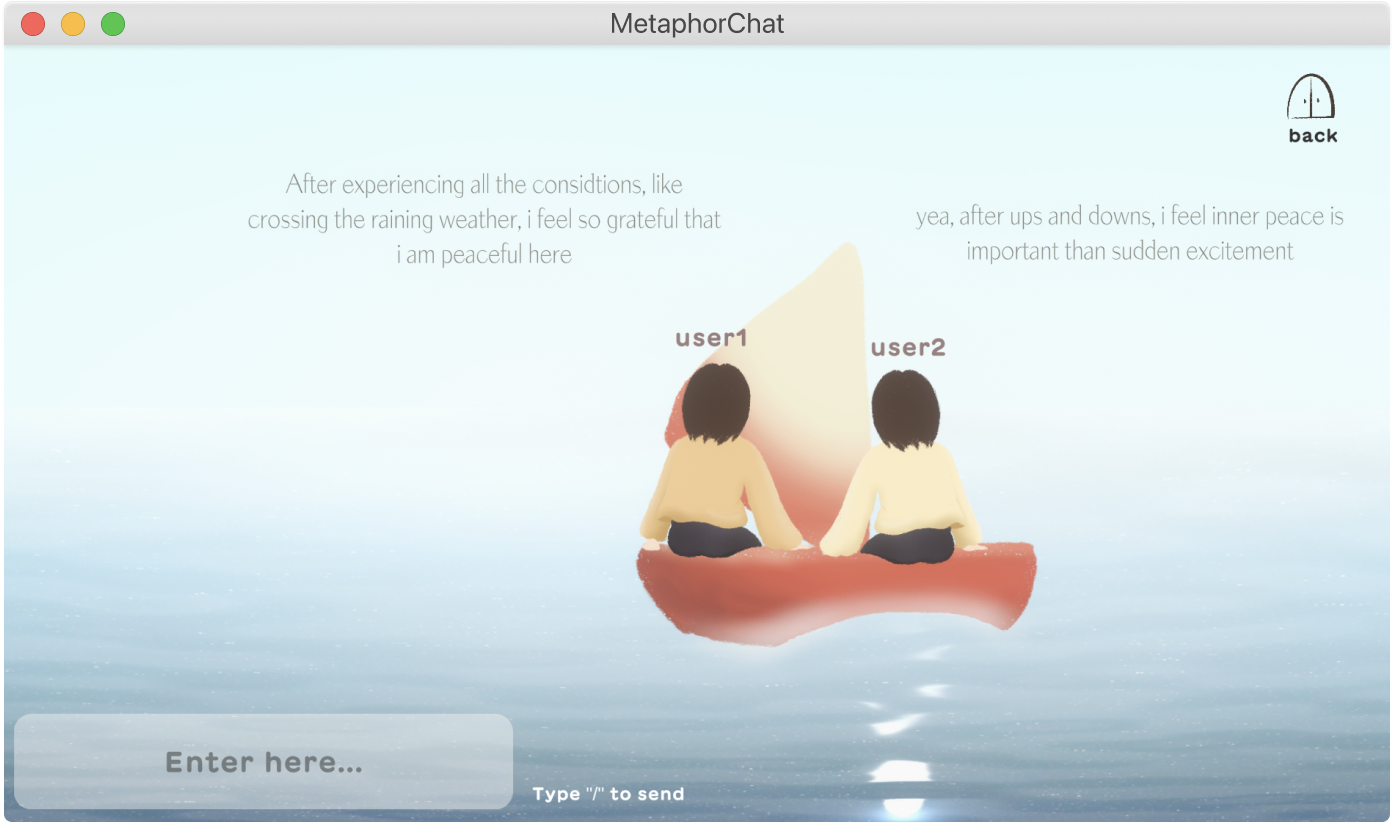 MetaphorChat
back
After experiencing all the considtions, like
crossing the raining weather, i feel so grateful that
i am peaceful here
yea, after ups and downs, i feel inner peace is
important than sudden excitement
user1
user2
Enter here...
Type "/" to send